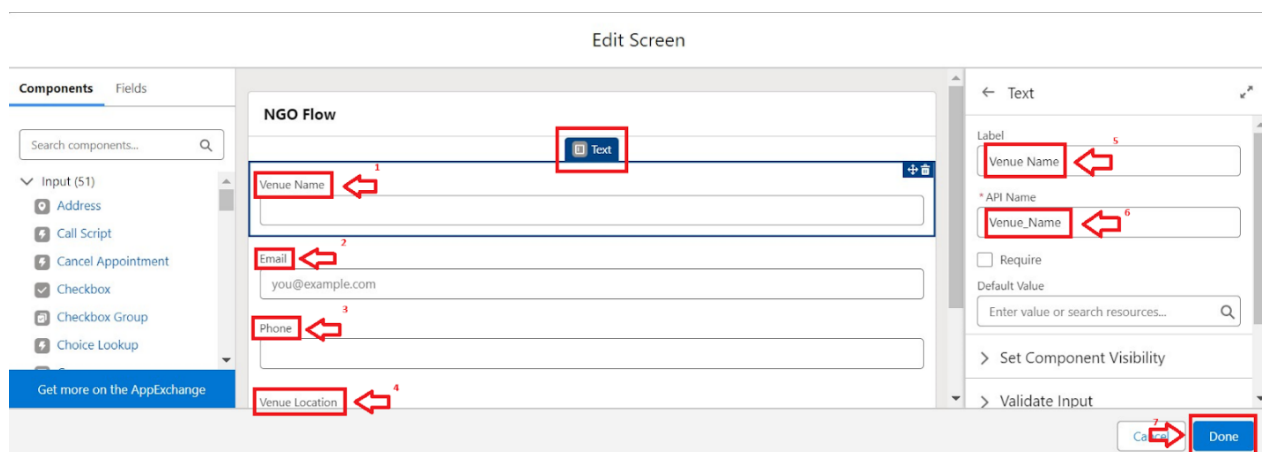 Edit Screen
Components Fields
Search components...
Input (51)
Address
Call Script
Cancel Appointment
Checkbox
Checkbox Group
Choice Lookup
Get more on the AppExchange
NGO Flow
Text
Venue Name 1
Email 2
you@example.com
Phone 3
Venue Location 4
Text
Label
Venue Name 5
* API Name
Venue_Name 6
Require
Default Value
Enter value or search resources...
Set Component Visibility
Validate Input
7
Done